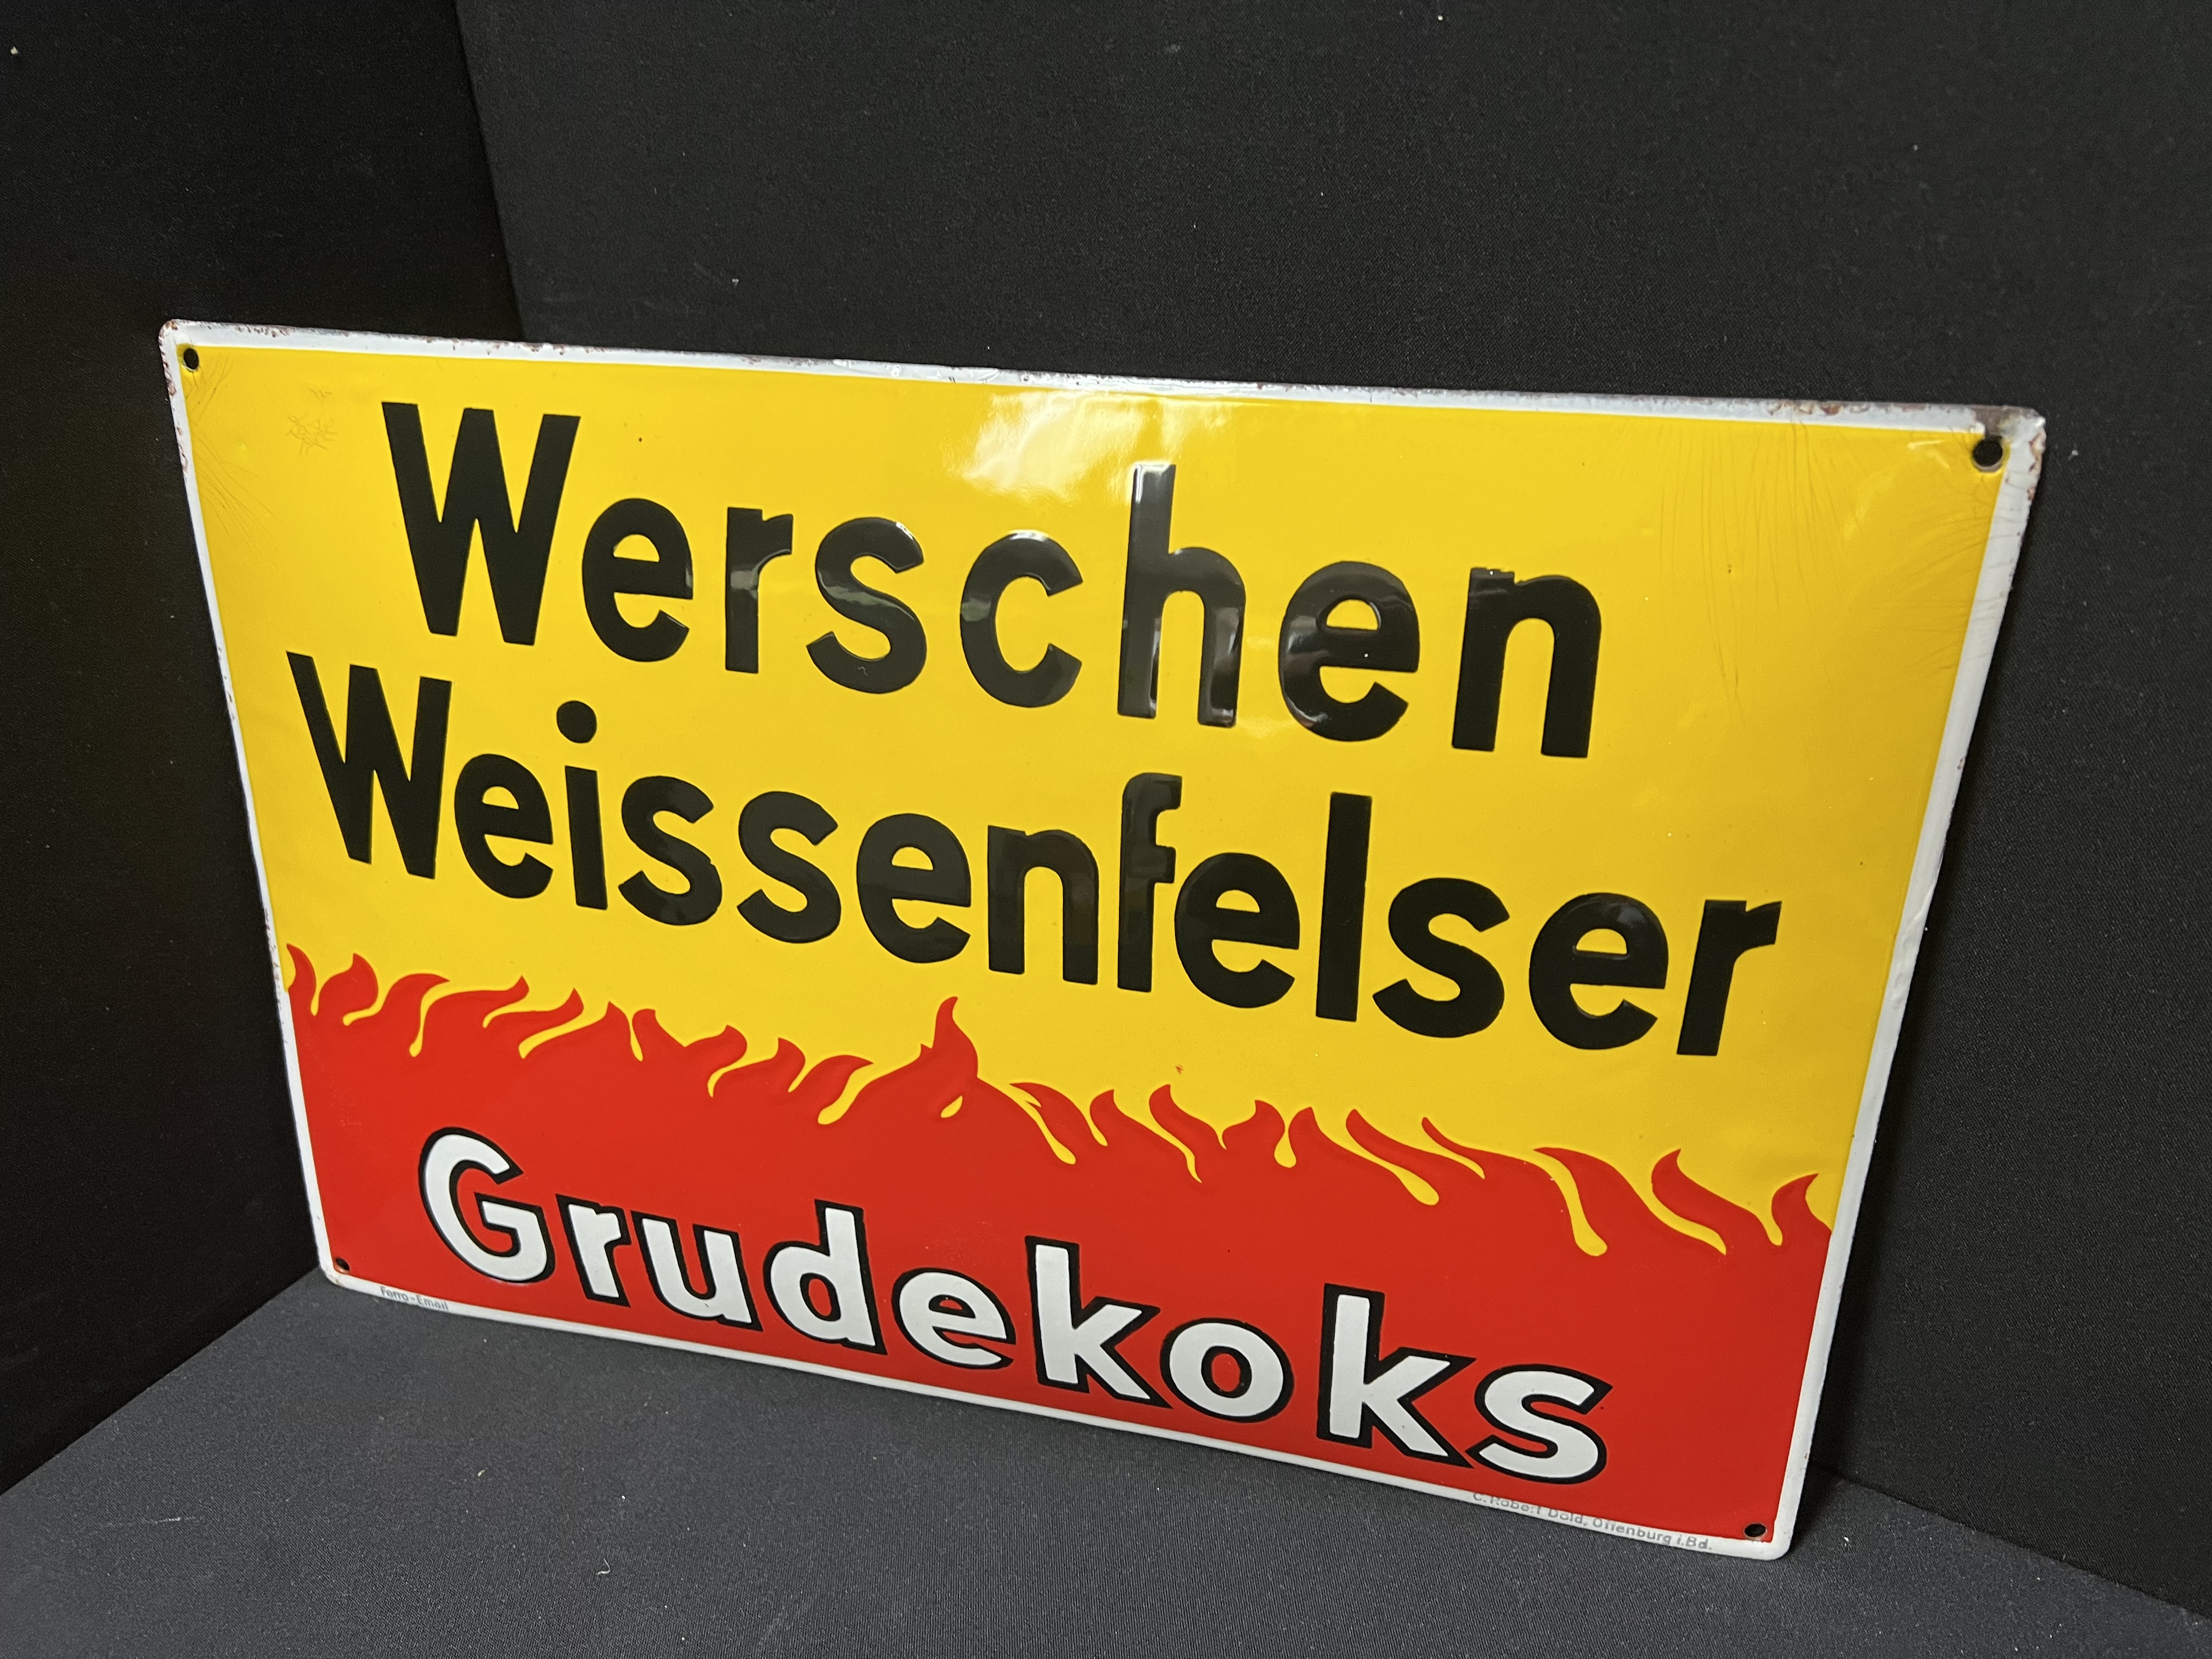 Werschen
Weissenfelser
Grudekoks
Ferro-Email
C. Robert Dold, Offenburg i.Bd.